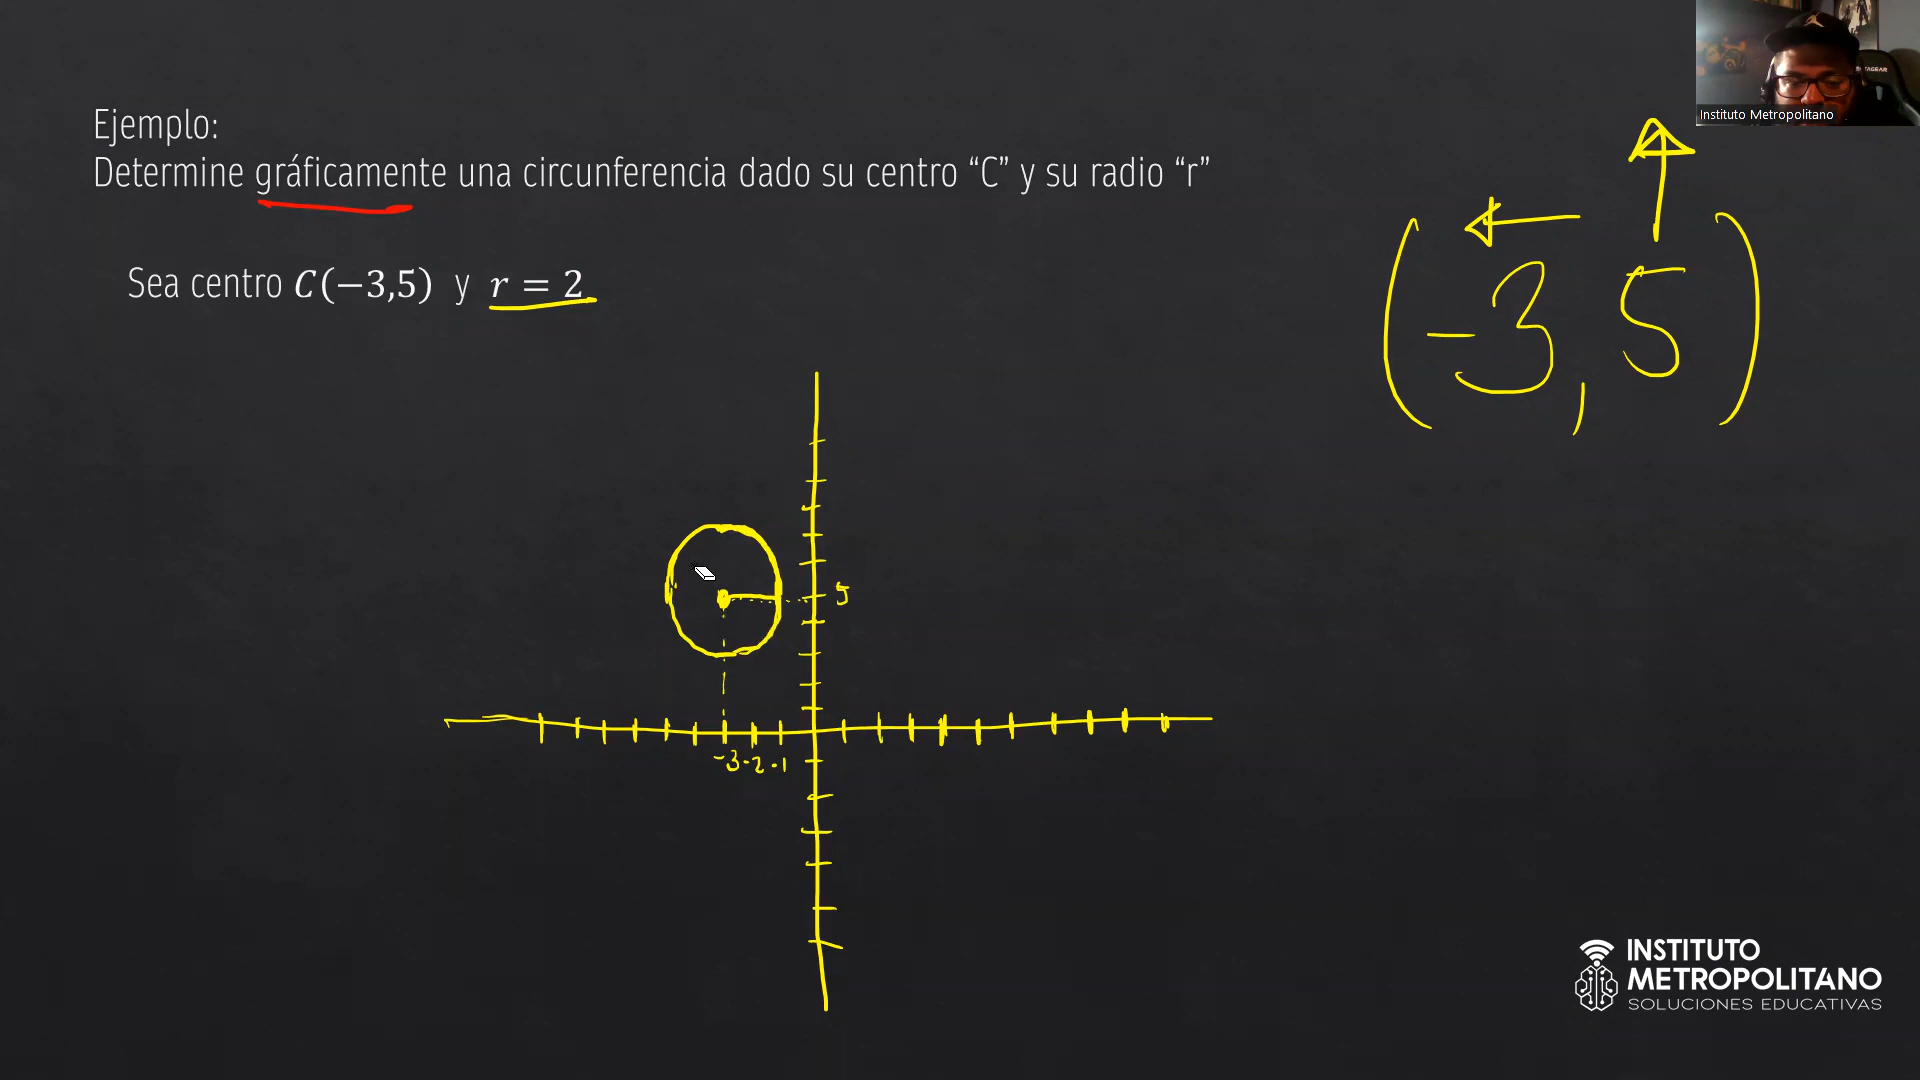 Ejemplo:
Determine gráficamente una circunferencia dado su centro “C” y su radio “r”
Sea centro C(−3,5) y r = 2
Instituto Metropolitano
(-3, 5)
5
-3 -2 -1
INSTITUTO
METROPOLITANO
SOLUCIONES EDUCATIVAS